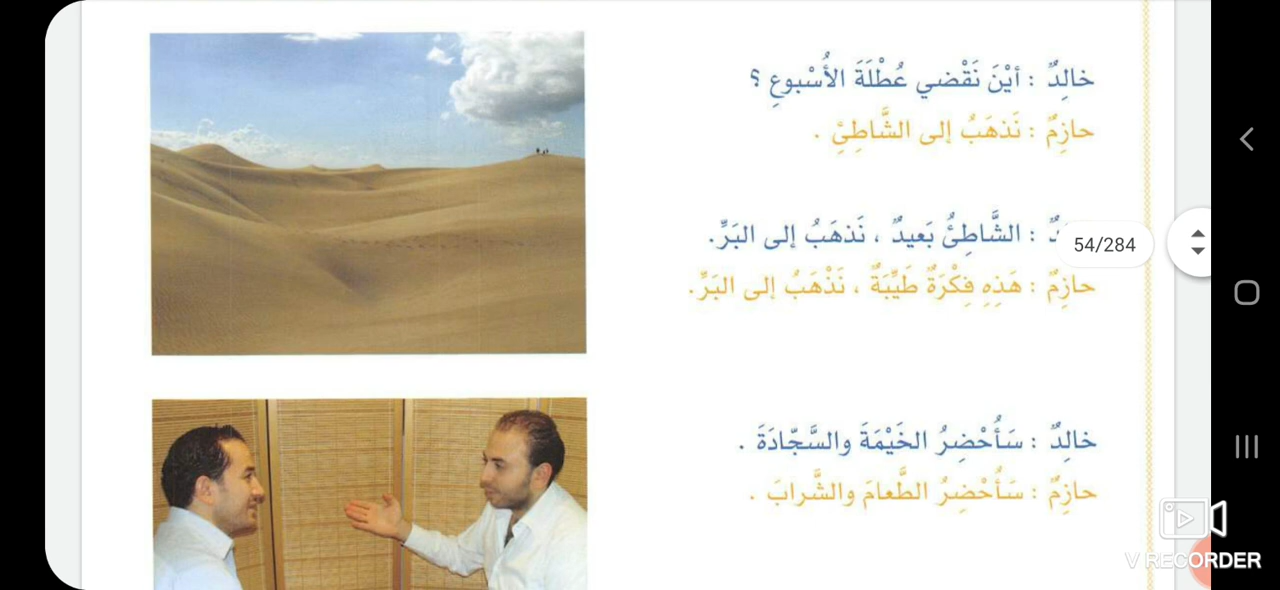 خالِدٌ : أيْنَ نَقْضي عُطْلَةَ الأُسْبوعِ ؟
حازِمٌ : نَذهَبُ إلى الشَّاطِئِ .
دٌ : الشَّاطِئُ بَعيدٌ ، نَذهَبُ إلى البَرِّ.
54/284
حازِمٌ : هَذِهِ فِكْرَةٌ طَيِّبَةٌ ، نَذْهَبُ إلى البَرِّ.
خالِدٌ : سَأُحْضِرُ الخَيْمَةَ والسَّجّادَةَ .
حازِمٌ : سَأُحْضِرُ الطَّعامَ والشَّرابَ .
V RECORDER